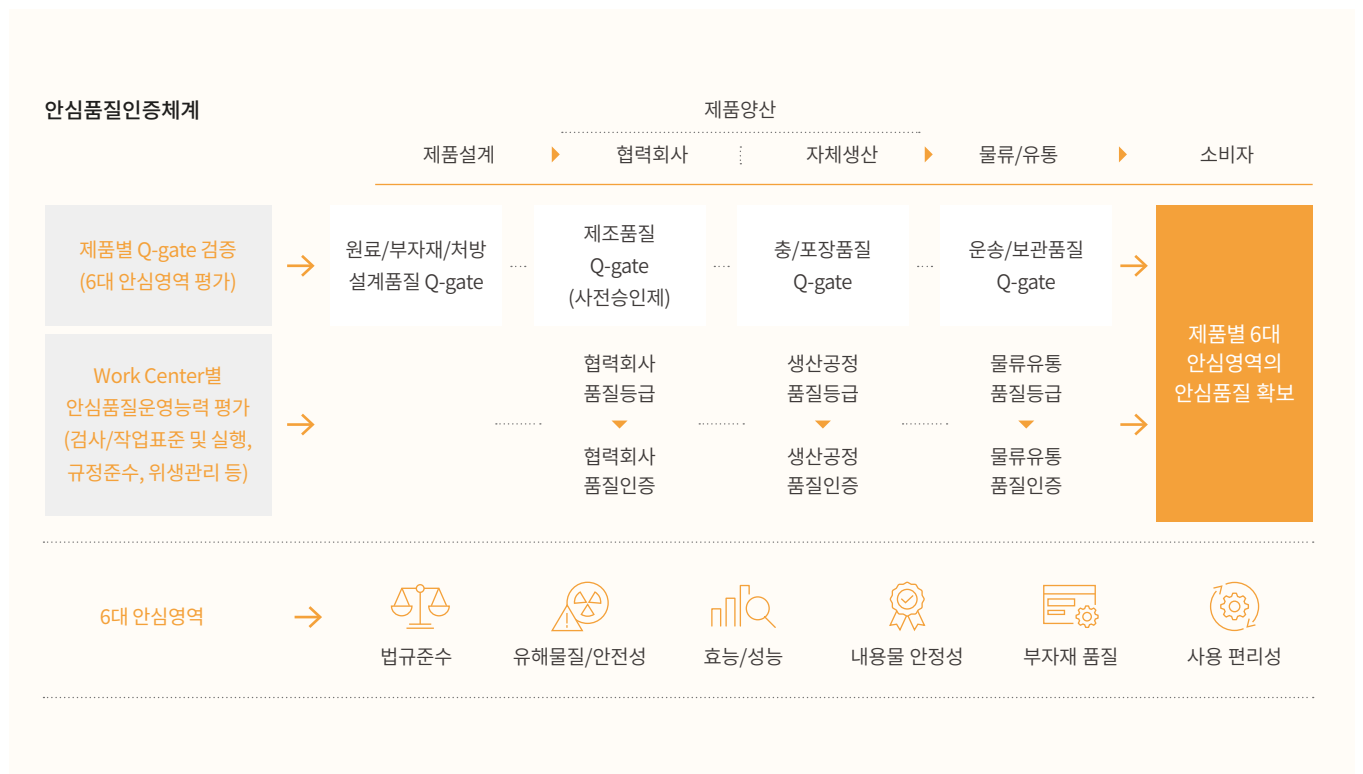 안심품질인증체계
제품양산
제품설계
협력회사
자체생산
물류/유통
소비자
제품별 Q-gate 검증
(6대 안심영역 평가)
원료/부자재/처방
설계품질 Q-gate
제조품질
Q-gate
(사전승인제)
충/포장품질
Q-gate
운송/보관품질
Q-gate
제품별 6대
안심영역의
안심품질 확보
Work Center별
안심품질운영능력 평가
(검사/작업표준 및 실행,
규정준수, 위생관리 등)
협력회사
품질등급
협력회사
품질인증
생산공정
품질등급
생산공정
품질인증
물류유통
품질등급
물류유통
품질인증
6대 안심영역
법규준수
유해물질/안전성
효능/성능
내용물 안정성
부자재 품질
사용 편리성